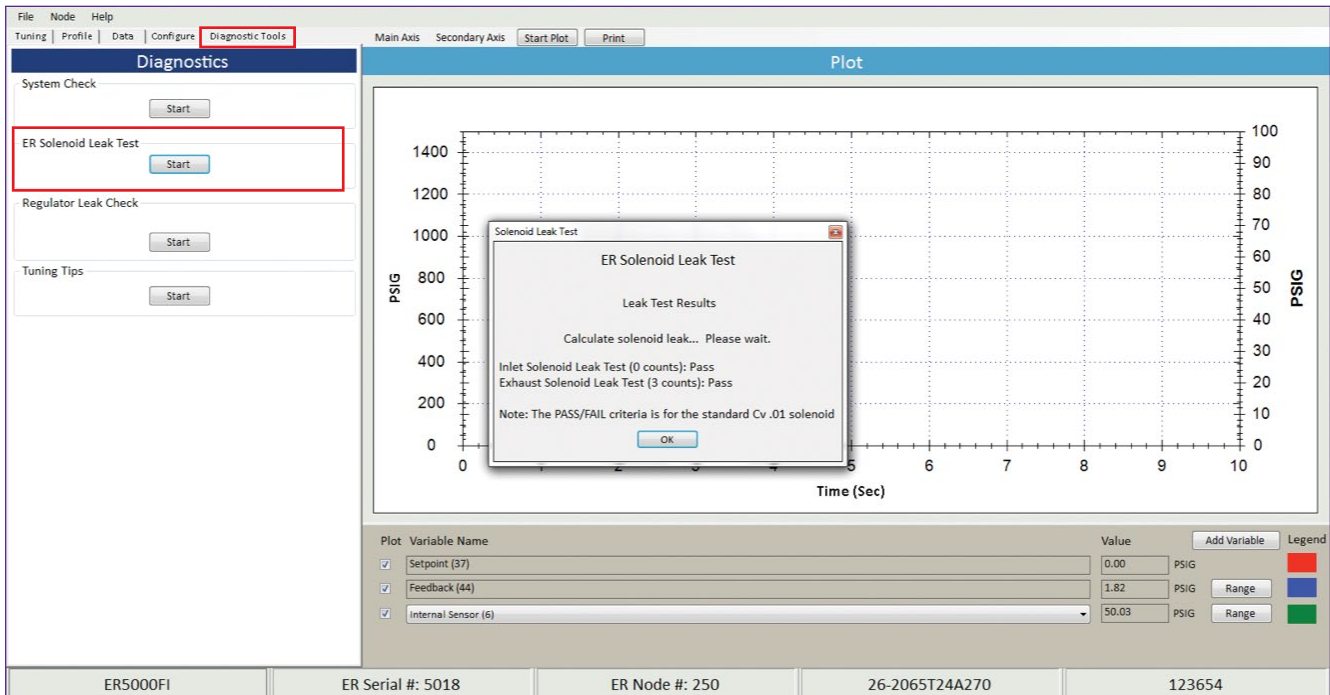 File Node Help
Tuning Profile Data Configure Diagnostic Tools
Main Axis Secondary Axis Start Plot Print
Diagnostics
System Check
Start
ER Solenoid Leak Test
Start
Regulator Leak Check
Start
Tuning Tips
Start
Plot
1400
1200
1000
800
600
400
200
0
PSIG
100
90
80
70
60
50
40
30
20
10
0
PSIG
Solenoid Leak Test
ER Solenoid Leak Test
Leak Test Results
Calculate solenoid leak... Please wait.
Inlet Solenoid Leak Test (0 counts): Pass
Exhaust Solenoid Leak Test (3 counts): Pass
Note: The PASS/FAIL criteria is for the standard Cv .01 solenoid
OK
0 5 6 7 8 9 10
Time (Sec)
Plot Variable Name Value Add Variable Legend
Setpoint (37) 0.00 PSIG
Feedback (44) 1.82 PSIG Range
Internal Sensor (6) 50.03 PSIG Range
ER5000FI ER Serial #: 5018 ER Node #: 250 26-2065T24A270 123654